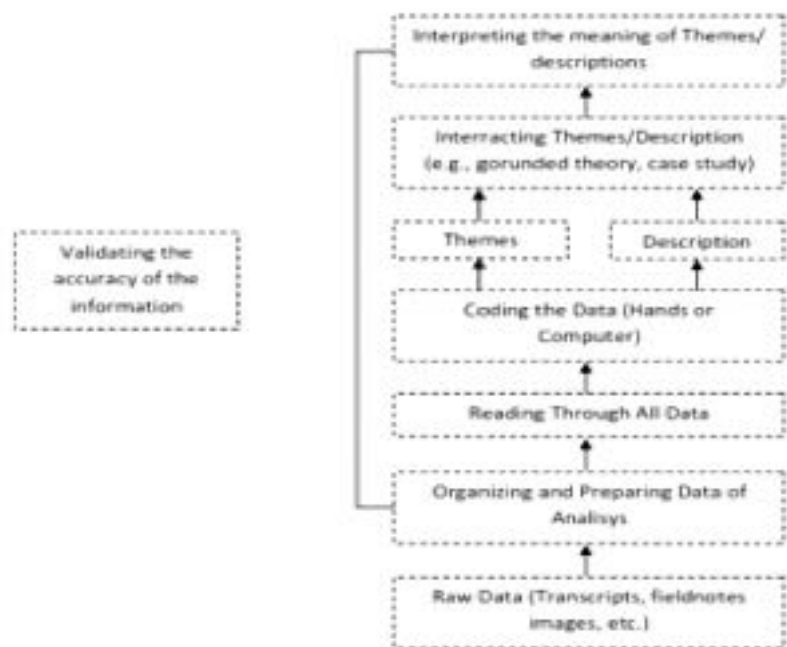 Interpreting the meaning of Themes/
descriptions
Interracting Themes/Description
(e.g., gorunded theory, case study)
Themes
Description
Validating the
accuracy of the
information
Coding the Data (Hands or
Computer)
Reading Through All Data
Organizing and Preparing Data of
Analisys
Raw Data (Transcripts, fieldnotes
images, etc.)